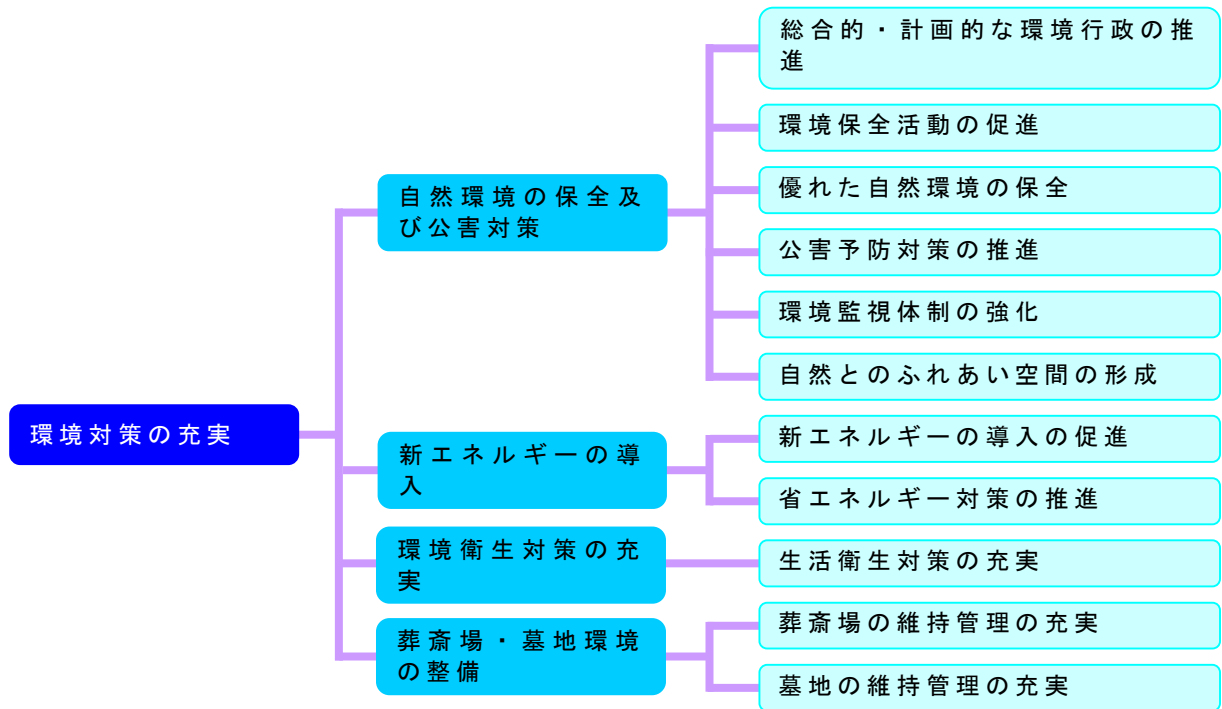 総合的・計画的な環境行政の推
進
環境保全活動の促進
自然環境の保全及
び公害対策
優れた自然環境の保全
公害予防対策の推進
環境監視体制の強化
自然とのふれあい空間の形成
環境対策の充実
新エネルギーの導
入
新エネルギーの導入の促進
省エネルギー対策の推進
環境衛生対策の充
実
生活衛生対策の充実
葬斎場・墓地環境
の整備
葬斎場の維持管理の充実
墓地の維持管理の充実